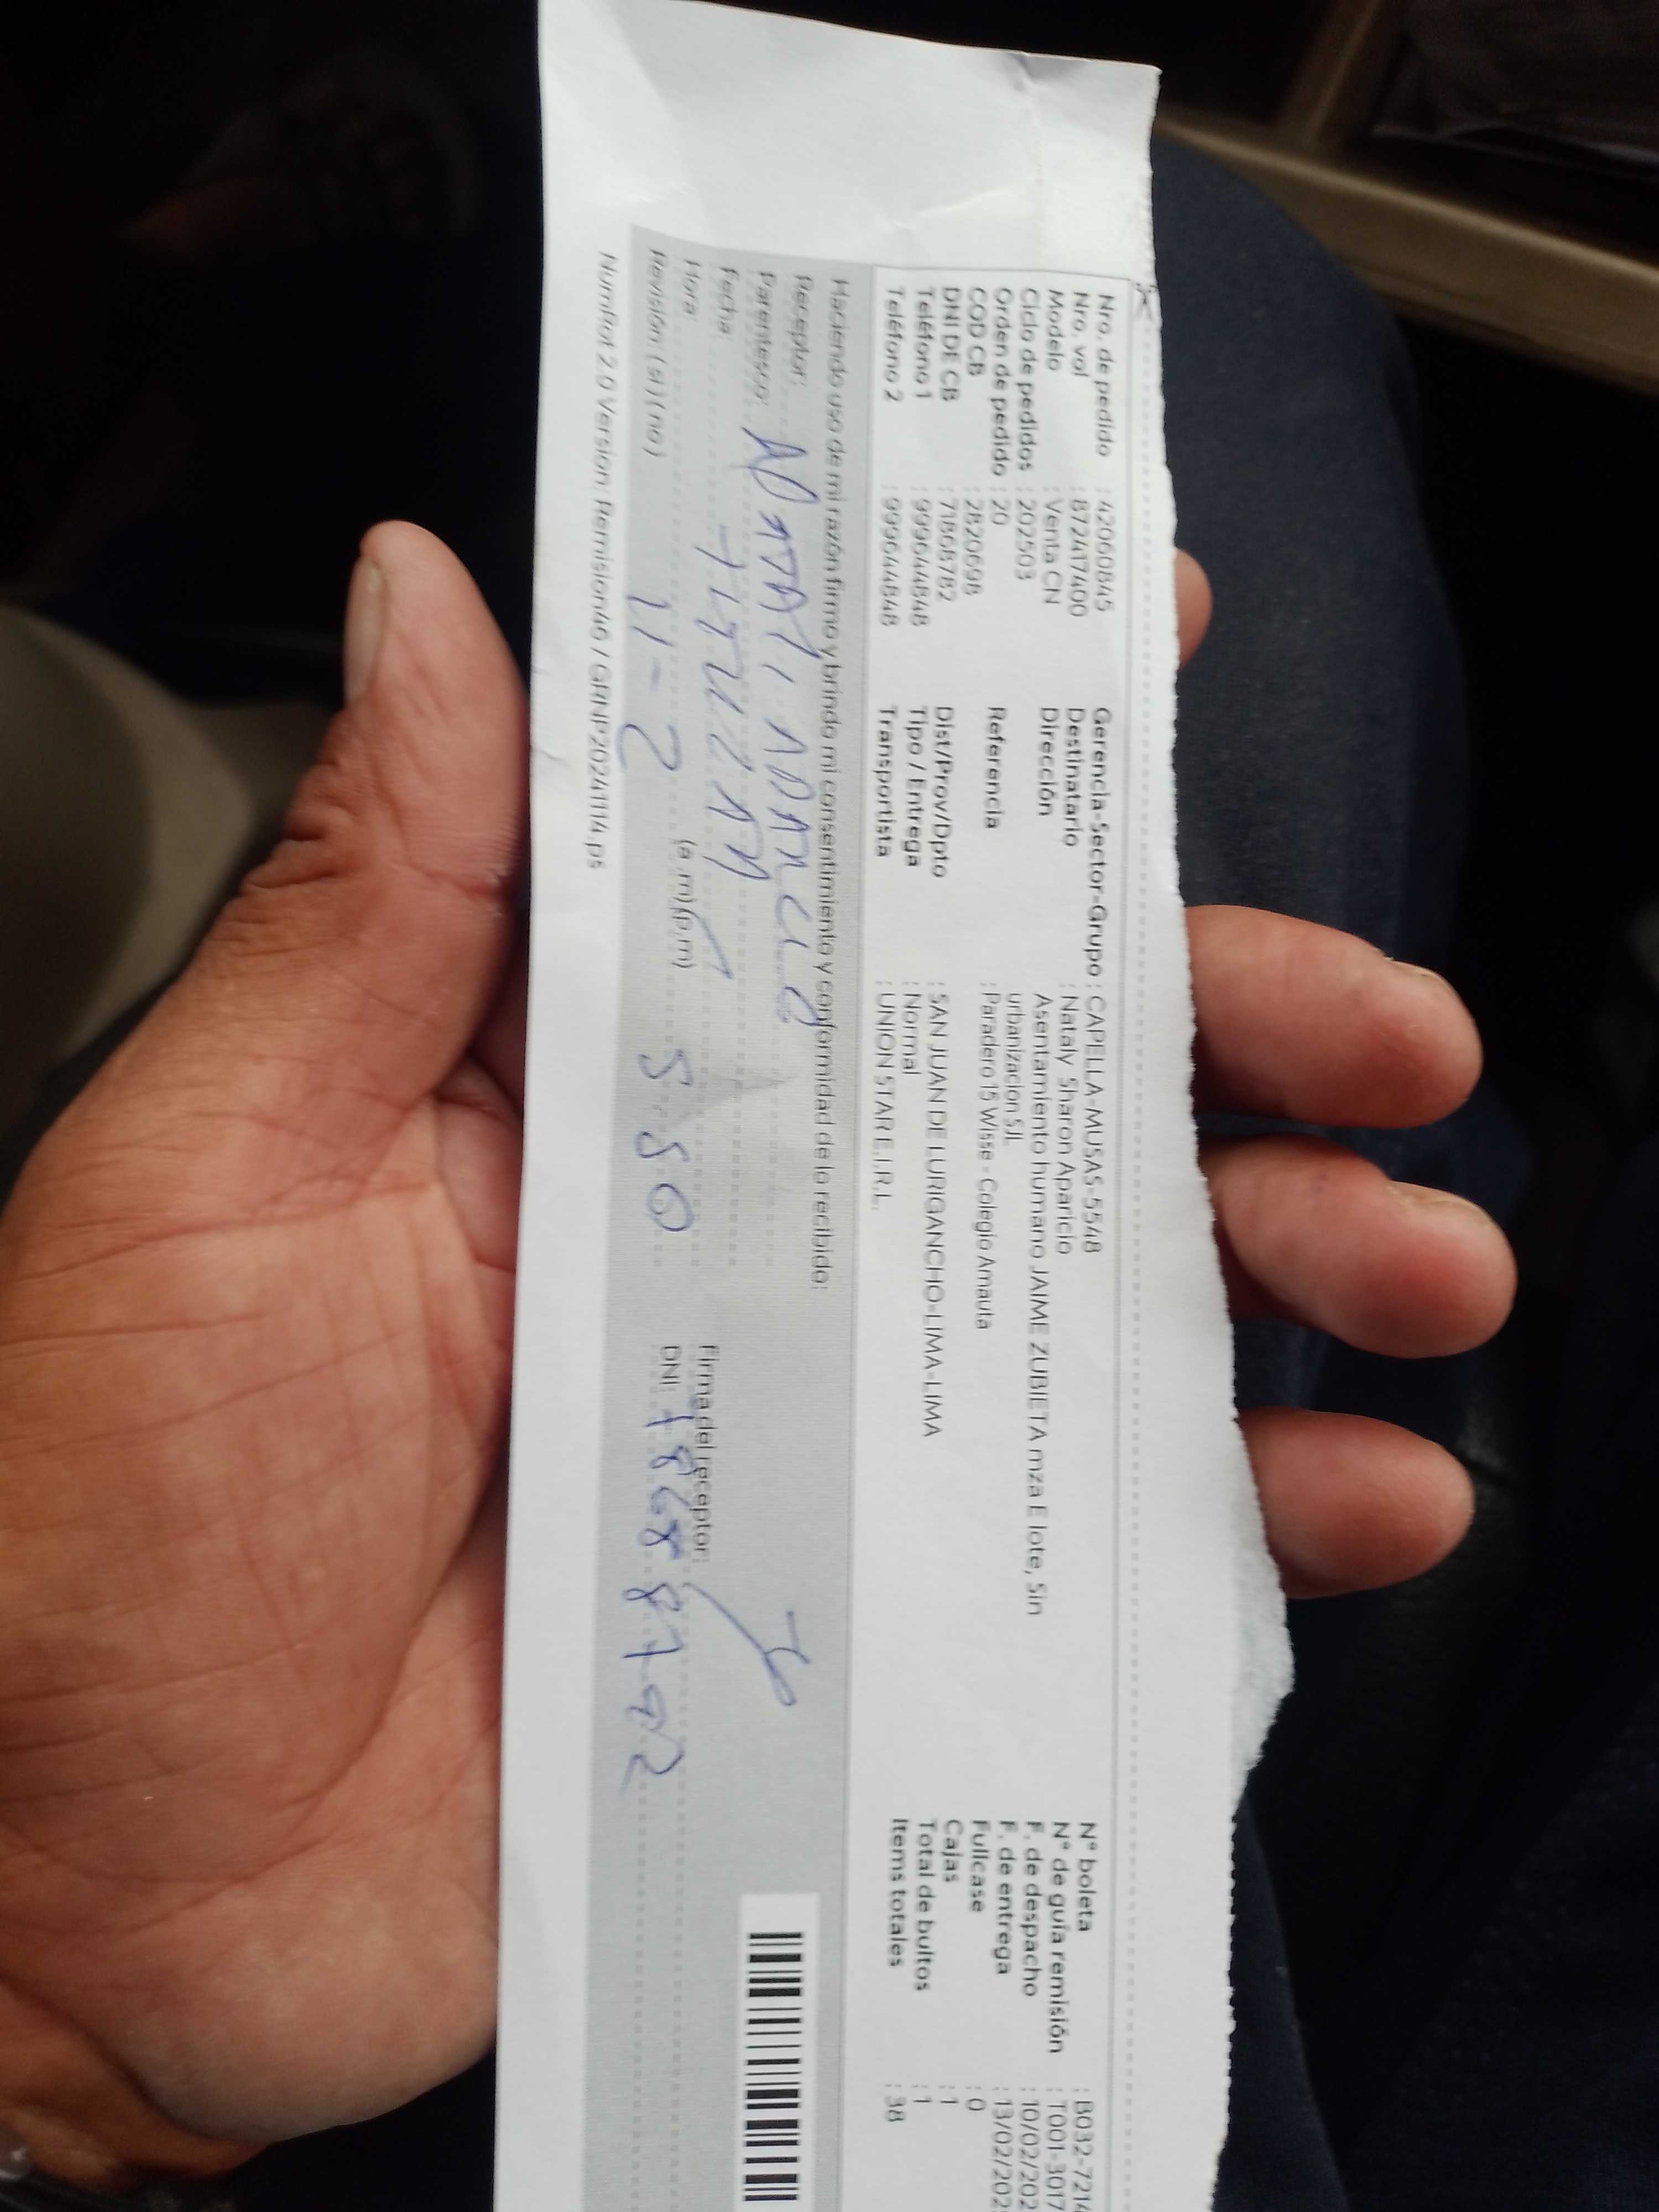 Nro. de pedido : 42060845
Nro. vol : 872417400
Modelo : Venta CN
Ciclo de pedidos : 202503
Orden de pedido : 20
COD CB : 2820698
DNI DE CB : 71868782
Teléfono 1 : 999644848
Teléfono 2 : 999644848
Gerencia-Sector-Grupo : CAPELLA-MUSAS-5548
Destinatario : Nataly Sharon Aparicio
Dirección Asentamiento humano JAIME ZUBIETA mza E lote, Sin
urbanizacion SJL
Referencia : Paradero 15 Wisse - Colegio Amauta
Dist/Prov/Dpto : SAN JUAN DE LURIGANCHO-LIMA-LIMA
Tipo / Entrega : Normal
Transportista : UNION STAR E.I.R.L.
N° boleta : B032-7214
N° de guía remisión : T001-3017
F. de despacho : 10/02/202
F. de entrega : 13/02/202
Fullcase : 0
Cajas : 1
Total de bultos : 1
Items totales : 38
Haciendo uso de mi razón firmo y brindo mi consentimiento y conformidad de lo recibido:
Receptor:
Parentesco:
Fecha: 11-2
Hora: (a.m)(p.m) 5 50
Revisión (si) (no)
Firma del receptor:
DNI:
NumRot 2.0 Version: Remision46 / GRNP20241114.ps